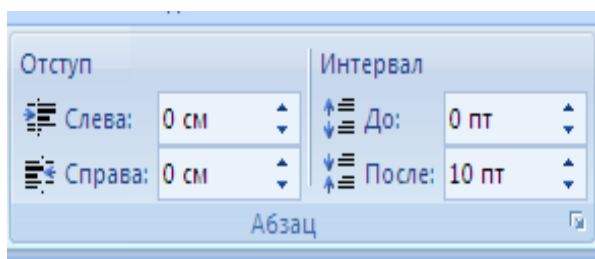 Отступ
Слева: 0 см
Справа: 0 см
Интервал
До: 0 пт
После: 10 пт
Абзац